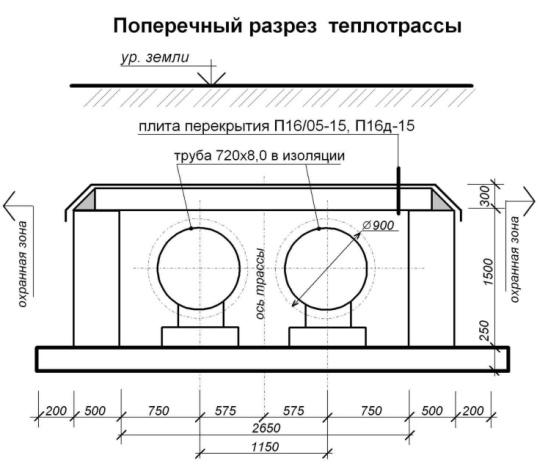 Поперечный разрез теплотрассы
ур. земли
плита перекрытия П16/05-15, П16д-15
труба 720х8,0 в изоляции
300
⌀900
охранная зона
ось трассы
1500
охранная зона
250
200 500 750 575 575 750 500 200
2650
1150